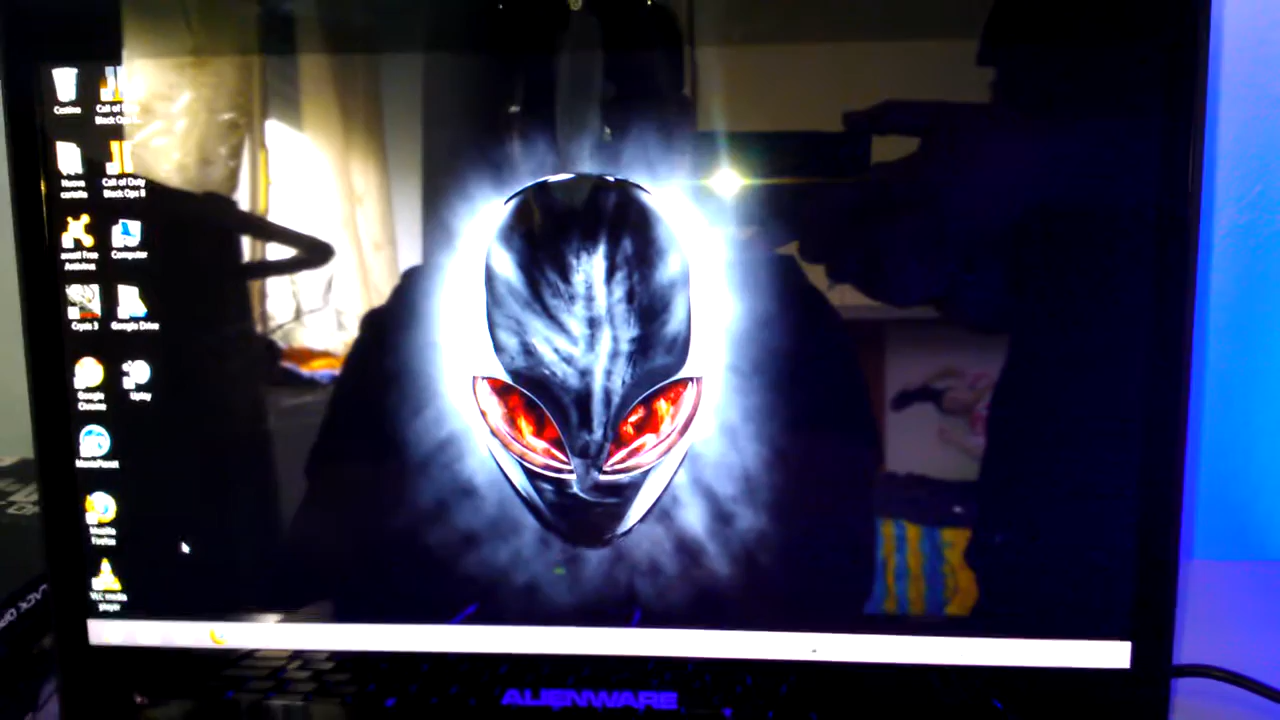 Cestino
Call of Duty
Black Ops II
Nuova
cartella
Call of Duty
Black Ops II
avast! Free
Antivirus
Computer
Crysis 3
Google Drive
Google
Chrome
Uplay
Mozilla
Firefox
VLC media
player
ALIENWARE